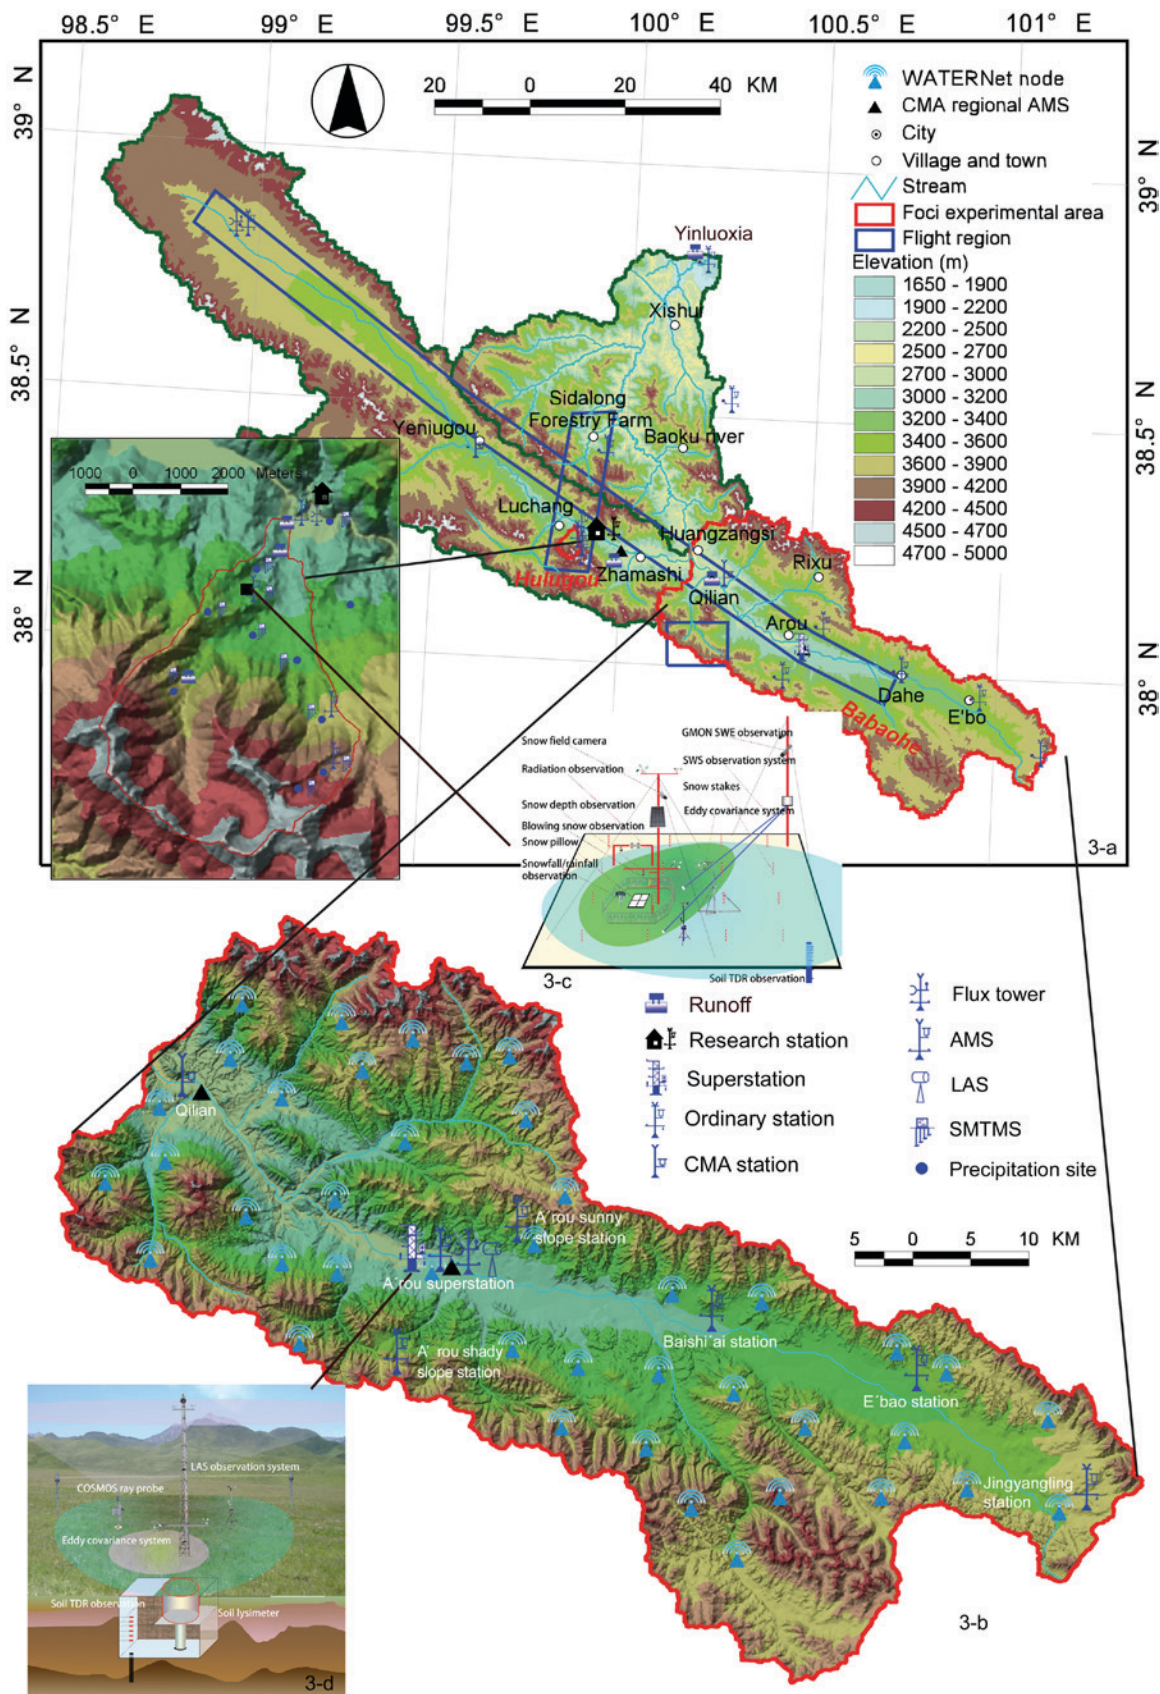 98.5° E 99° E 99.5° E 100° E 100.5° E 101° E
39° N
38.5° N
38° N
39° N
38.5° N
38° N
20 0 20 40 KM
WATERNet node
CMA regional AMS
City
Village and town
Stream
Foci experimental area
Flight region
Elevation (m)
1650 - 1900
1900 - 2200
2200 - 2500
2500 - 2700
2700 - 3000
3000 - 3200
3200 - 3400
3400 - 3600
3600 - 3900
3900 - 4200
4200 - 4500
4500 - 4700
4700 - 5000
Yinluoxia
Xishui
Sidalong
Forestry Farm
Yeniugou
Baoku river
Luchang
Huangzangsi
Hulugou
Zhamashi
Rixu
Qilian
Arou
Dahe
E'bo
Babaohe
3-a
1000 0 1000 2000 Meters
Snow field camera
Radiation observation
Snow depth observation
Blowing snow observation
Snow pillow
Snowfall/rainfall
observation
GMON SWE observation
SWS observation system
Snow stakes
Eddy covariance system
Soil TDR observation
3-c
Runoff
Research station
Superstation
Ordinary station
CMA station
Flux tower
AMS
LAS
SMTMS
Precipitation site
5 0 5 10 KM
Qilian
A'rou sunny
slope station
A'rou superstation
A' rou shady
slope station
Baishi'ai station
E'bao station
Jingyangling
station
3-b
LAS observation system
COSMOS ray probe
Eddy covariance system
Soil TDR observation
Soil lysimeter
3-d